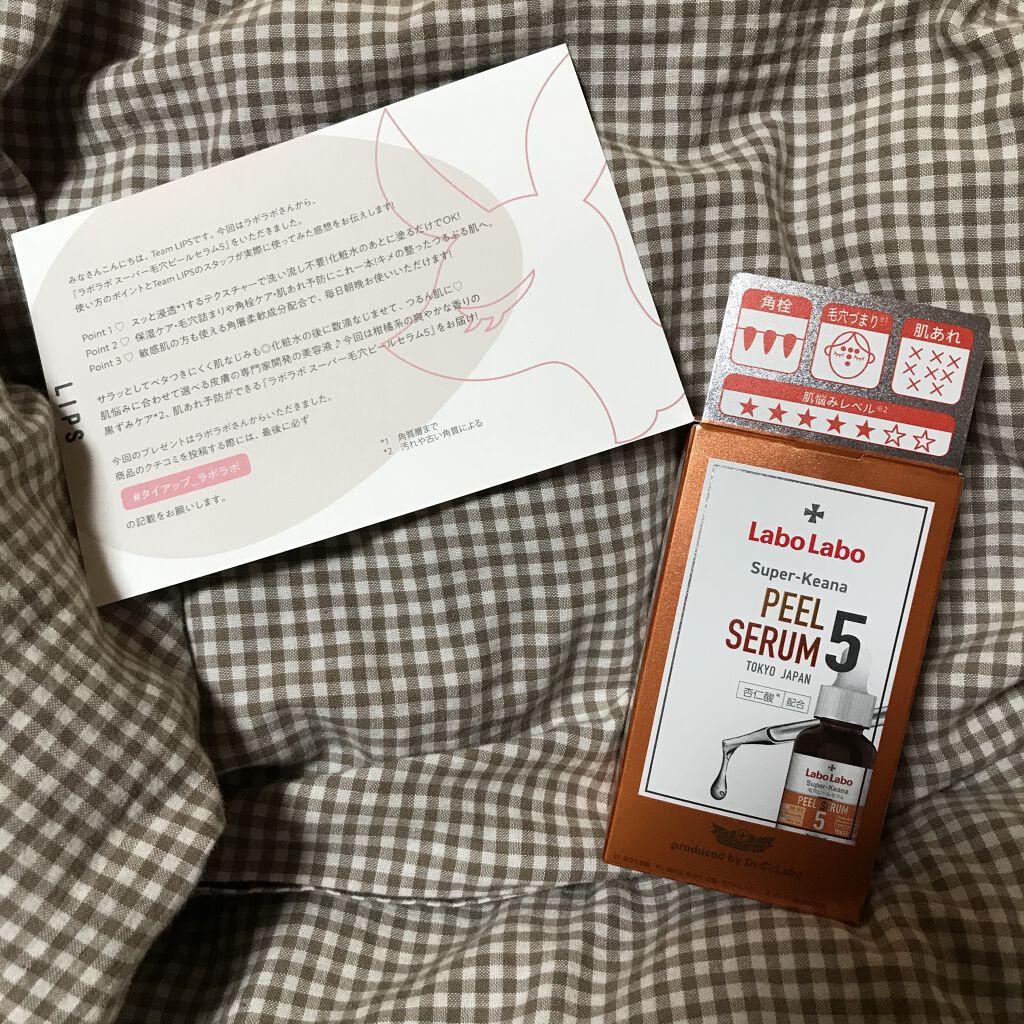 みなさんこんにちは、Team LIPSです。今回はラボラボさんから、
『ラボラボ スーパー毛穴ピールセラム5』をいただきました。
使い方のポイントとTeam LIPSのスタッフが実際に使ってみた感想をお伝えします!
Point 1♡ スッと浸透*1するテクスチャーで洗い流し不要!化粧水のあとに塗るだけでOK!
Point 2♡ 保湿ケア・毛穴詰まりや角栓ケア・肌あれ予防にこれ一本!キメの整ったつるぷる肌へ。
Point 3♡ 敏感肌の方も使える角層柔軟成分配合で、毎日朝晩お使いいただけます!
サラッとしてベタつきにくく肌なじみも◎化粧水の後に数滴なじませて、つるん肌に♡
肌悩みに合わせて選べる皮膚の専門家開発の美容液♪今回は柑橘系の爽やかな香りの
黒ずみケア*2、肌あれ予防ができる『ラボラボ スーパー毛穴ピールセラム5』をお届け!
今回のプレゼントはラボラボさんからいただきました。
商品のクチコミを投稿する際には、最後に必ず
#タイアップ_ラボラボ
の記載をお願いします。
*1 角質層まで
*2 汚れや古い角質による
LIPS
角栓
毛穴づまり※1
肌あれ
肌悩みレベル※2
★★★★★☆☆
Labo Labo
Super-Keana
PEEL
SERUM 5
TOKYO JAPAN
杏仁酸* 配合
Labo Labo
Super-Keana
毛穴ピールセラム
PEEL SERUM
5
TOKYO
produced by Dr.Ci:Labo